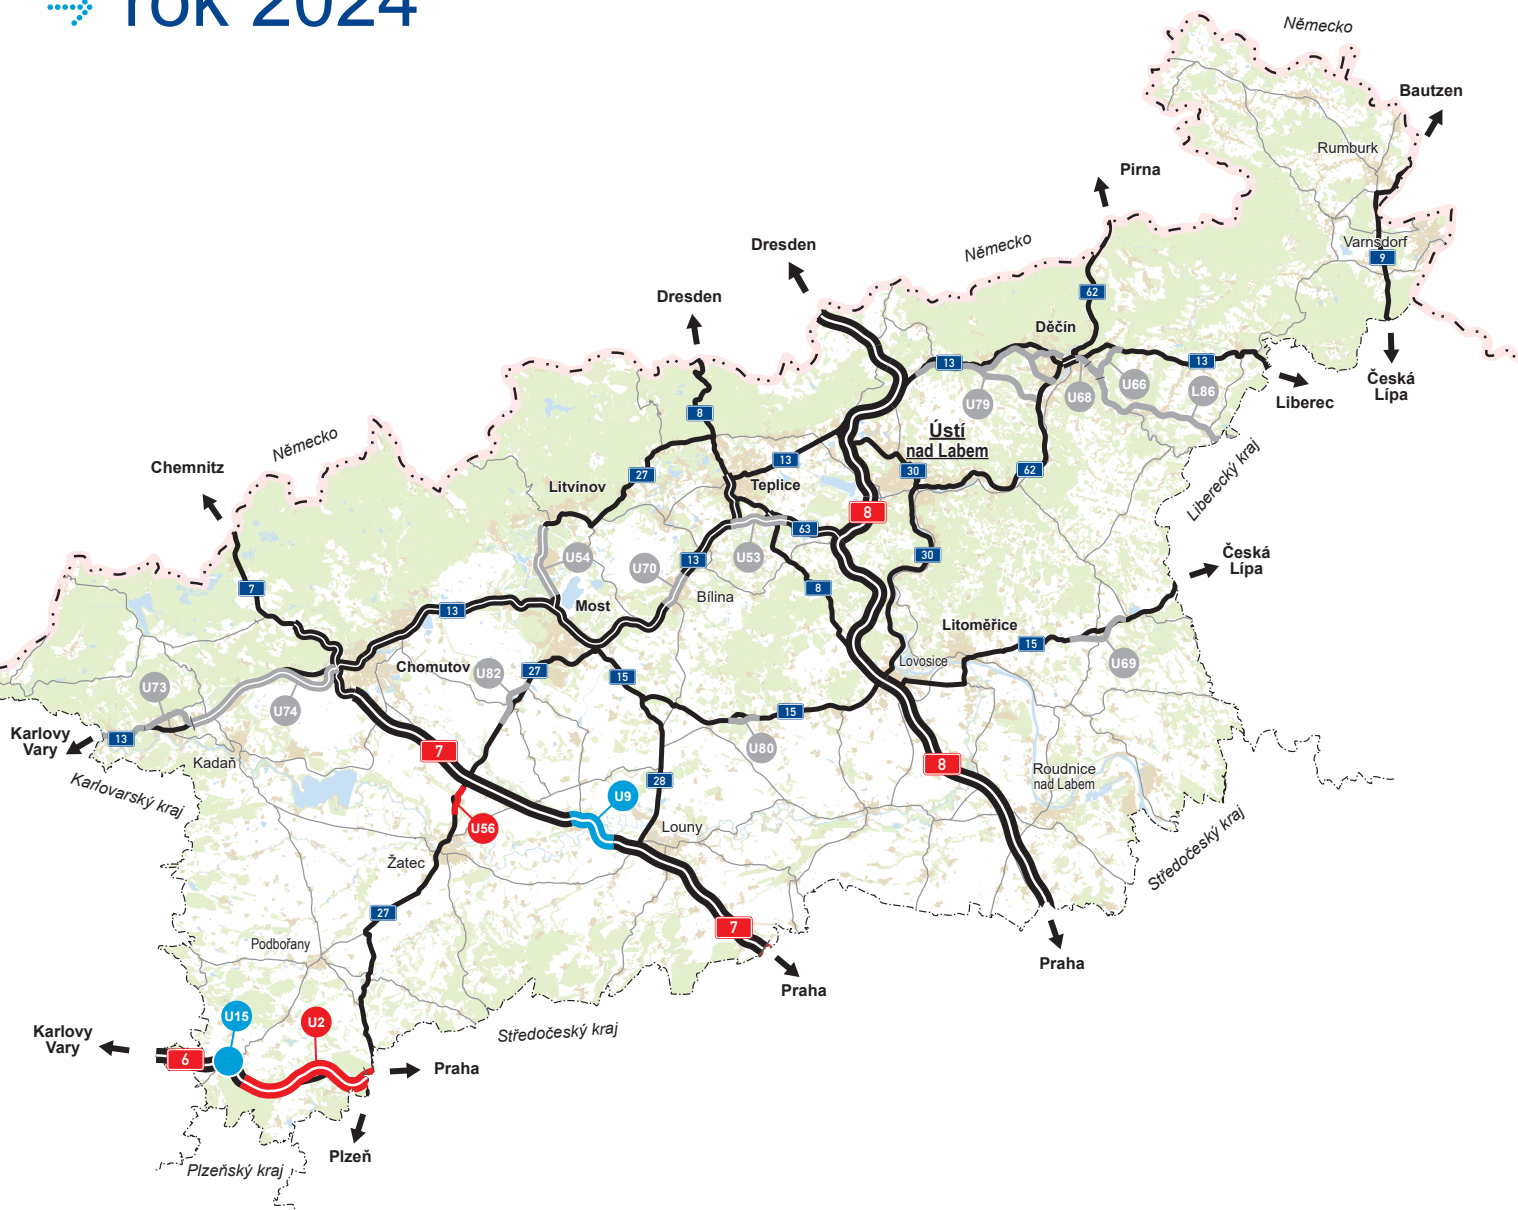 rok 2024
Německo
Bautzen
Rumburk
Pirna
Varnsdorf
9
Dresden
Německo
62
Dresden
Děčín
13
13
U66
U79
U68
L86
Česká
Lípa
Liberec
8
Ústí
nad Labem
Německo
Chemnitz
27
13
Teplice
30
62
Liberecký kraj
Litvínov
8
63
U54
U70
13
U53
30
Česká
Lípa
7
8
Bílina
13
Most
Litoměřice
15
U69
Chomutov
Lovosice
U82
27
15
U73
U74
15
U80
Karlovy
Vary
13
7
8
Kadaň
Roudnice
nad Labem
Karlovarský kraj
28
U9
U56
Louny
Středočeský kraj
Žatec
27
7
Podbořany
Praha
Praha
U15
U2
Středočeský kraj
Karlovy
Vary
6
Praha
Plzeň
Plzeňský kraj